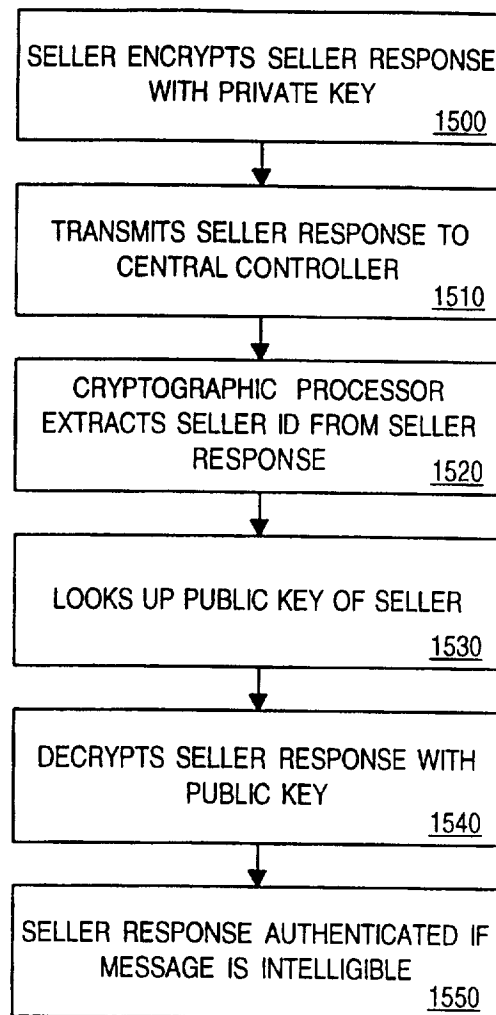 SELLER ENCRYPTS SELLER RESPONSE
WITH PRIVATE KEY
1500
TRANSMITS SELLER RESPONSE TO
CENTRAL CONTROLLER
1510
CRYPTOGRAPHIC PROCESSOR
EXTRACTS SELLER ID FROM SELLER
RESPONSE
1520
LOOKS UP PUBLIC KEY OF SELLER
1530
DECRYPTS SELLER RESPONSE WITH
PUBLIC KEY
1540
SELLER RESPONSE AUTHENTICATED IF
MESSAGE IS INTELLIGIBLE
1550